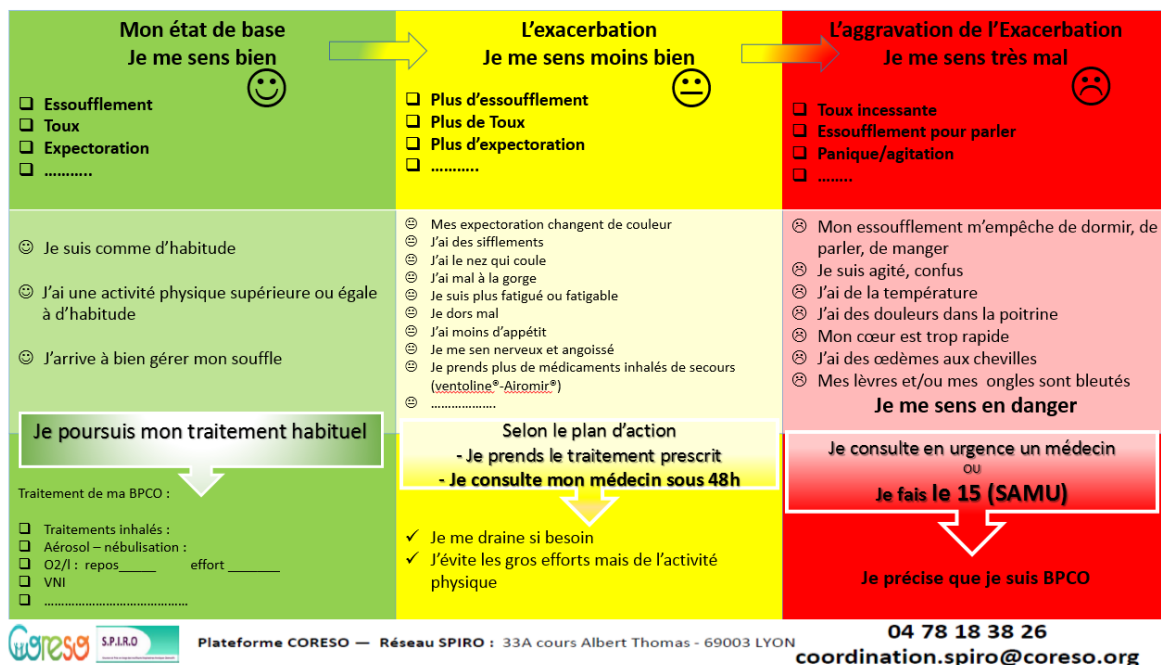 Mon état de base
Je me sens bien
❑ Essoufflement
❑ Toux
❑ Expectoration
❑ ………..
L'exacerbation
Je me sens moins bien
❑ Plus d'essoufflement
❑ Plus de Toux
❑ Plus d'expectoration
❑ ………..
L'aggravation de l'Exacerbation
Je me sens très mal
❑ Toux incessante
❑ Essoufflement pour parler
❑ Panique/agitation
❑ ……..
Je suis comme d'habitude
J'ai une activité physique supérieure ou égale
à d'habitude
J'arrive à bien gérer mon souffle
Mes expectoration changent de couleur
J'ai des sifflements
J'ai le nez qui coule
J'ai mal à la gorge
Je suis plus fatigué ou fatigable
Je dors mal
J'ai moins d'appétit
Je me sen nerveux et angoissé
Je prends plus de médicaments inhalés de secours
(ventoline®-Airomir®)
……………….
Mon essoufflement m'empêche de dormir, de
parler, de manger
Je suis agité, confus
J'ai de la température
J'ai des douleurs dans la poitrine
Mon cœur est trop rapide
J'ai des œdèmes aux chevilles
Mes lèvres et/ou mes ongles sont bleutés
Je me sens en danger
Je poursuis mon traitement habituel
Traitement de ma BPCO :
❑ Traitements inhalés :
❑ Aérosol – nébulisation :
❑ O2/l : repos_____ effort _______
❑ VNI
❑ ……………………………………
Selon le plan d'action
- Je prends le traitement prescrit
- Je consulte mon médecin sous 48h
✓ Je me draine si besoin
✓ J'évite les gros efforts mais de l'activité
physique
Je consulte en urgence un médecin
OU
Je fais le 15 (SAMU)
Je précise que je suis BPCO
Coreso
S.P.I.R.O
Plateforme CORESO — Réseau SPIRO : 33A cours Albert Thomas - 69003 LYON
04 78 18 38 26
coordination.spiro@coreso.org